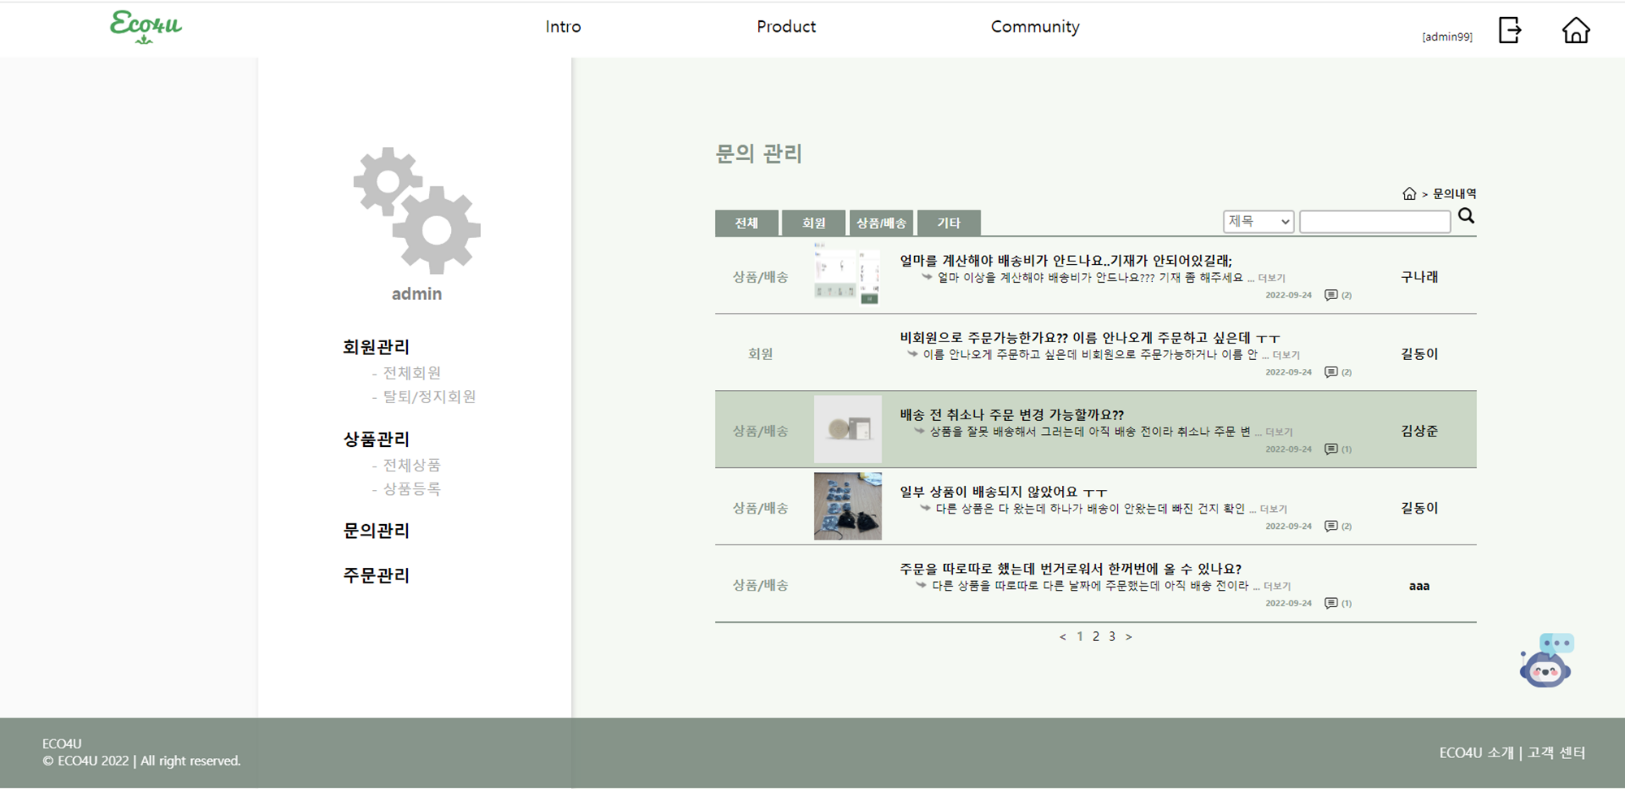 Eco4u
Intro
Product
Community
[admin99]
admin
회원관리
- 전체회원
- 탈퇴/정지회원
상품관리
- 전체상품
- 상품등록
문의관리
주문관리
문의 관리
> 문의내역
전체
회원
상품/배송
기타
제목
상품/배송
얼마를 계산해야 배송비가 안드나요..기재가 안되어있길래;
얼마 이상을 계산해야 배송비가 안드나요??? 기재 좀 해주세요 ... 더보기
2022-09-24 (2)
구나래
회원
비회원으로 주문가능한가요?? 이름 안나오게 주문하고 싶은데 ㅜㅜ
이름 안나오게 주문하고 싶은데 비회원으로 주문가능하거나 이름 안 ... 더보기
2022-09-24 (2)
길동이
상품/배송
배송 전 취소나 주문 변경 가능할까요??
상품을 잘못 배송해서 그러는데 아직 배송 전이라 취소나 주문 변 ... 더보기
2022-09-24 (1)
김상준
상품/배송
일부 상품이 배송되지 않았어요 ㅜㅜ
다른 상품은 다 왔는데 하나가 배송이 안왔는데 빠진 건지 확인 ... 더보기
2022-09-24 (2)
길동이
상품/배송
주문을 따로따로 했는데 번거로워서 한꺼번에 올 수 있나요?
다른 상품을 따로따로 다른 날짜에 주문했는데 아직 배송 전이라 ... 더보기
2022-09-24 (1)
aaa
< 1 2 3 >
ECO4U
© ECO4U 2022 | All right reserved.
ECO4U 소개 | 고객 센터